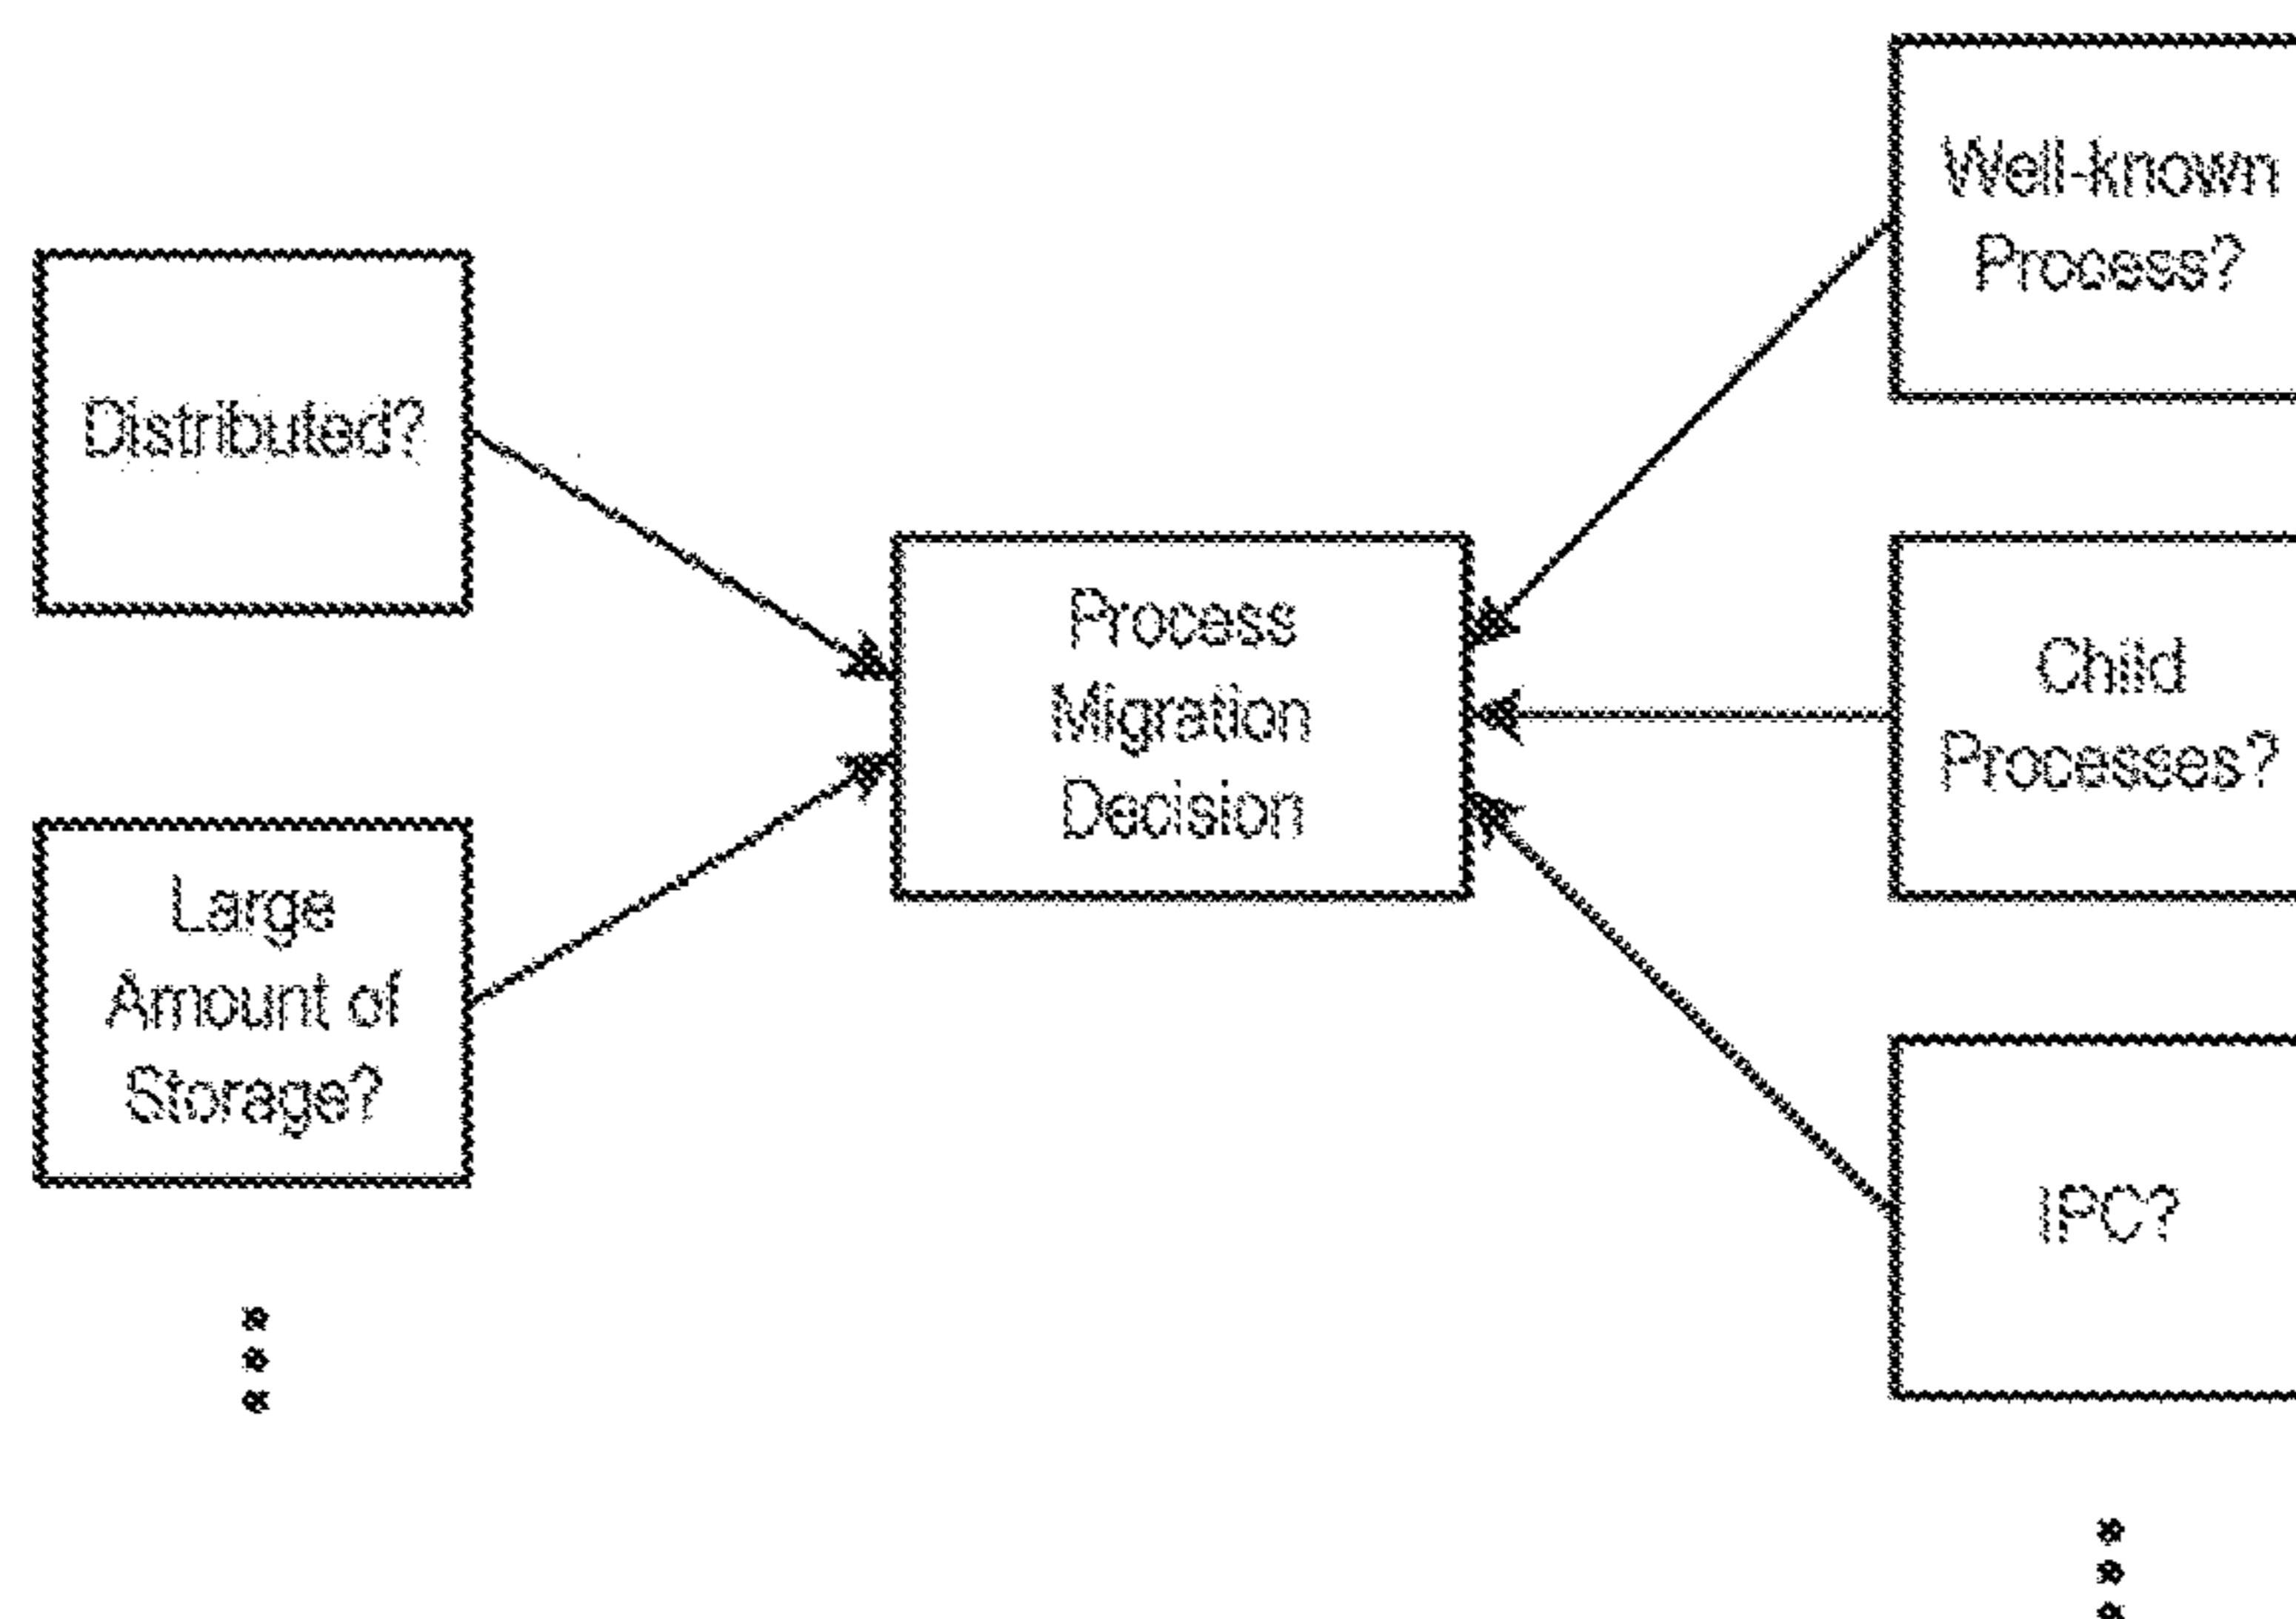 Distributed?
Large
Amount of
Storage?
Process
Migration
Decision
Well-known
Process?
Child
Processes?
IPC?